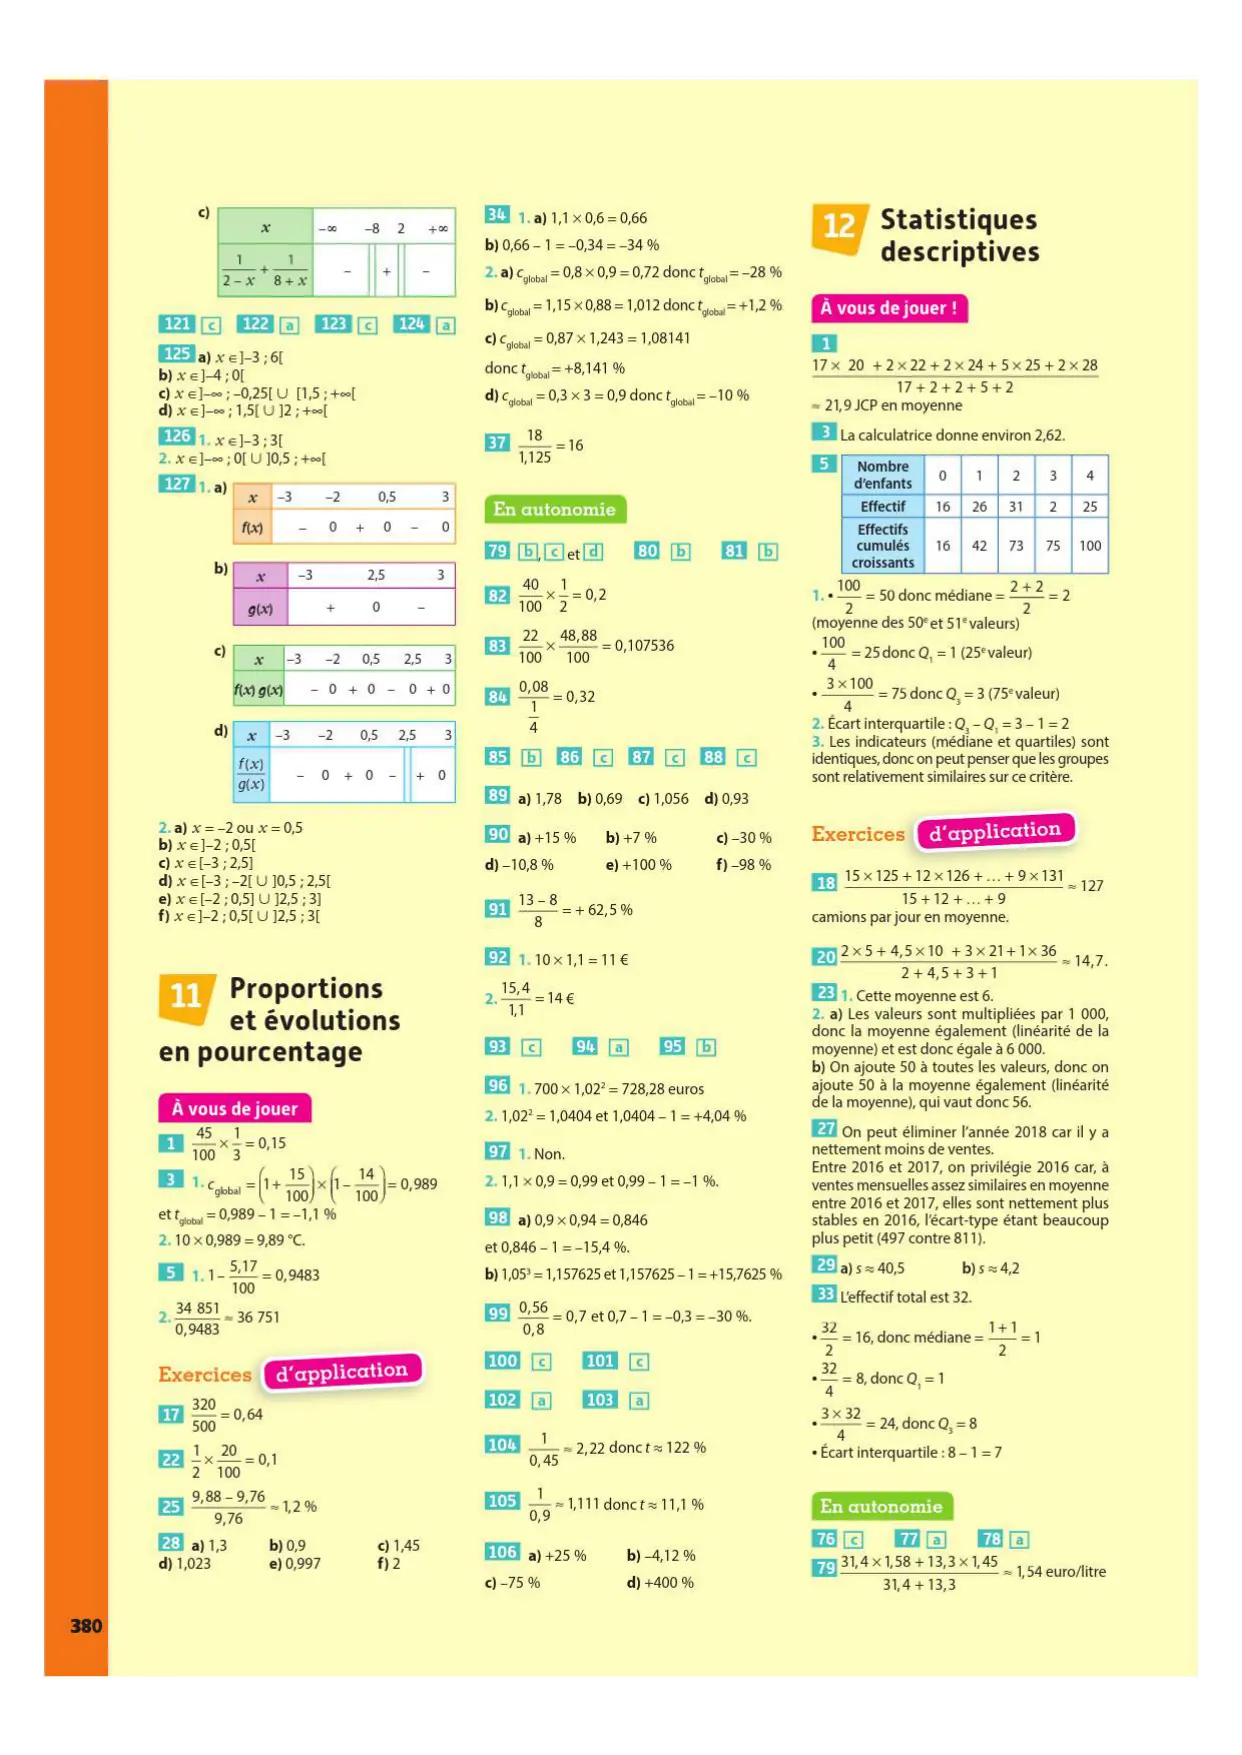 c)
x –∞ –8 2 +∞
1/(2 – x) + 1/(8 + x) – + –
121 c 122 a 123 c 124 a
125 a) x ∈ ]–3 ; 6[
b) x ∈ ]–4 ; 0[
c) x ∈ ]–∞ ; –0,25[ ∪ [1,5 ; +∞[
d) x ∈ ]–∞ ; 1,5[ ∪ ]2 ; +∞[
126 1. x ∈ ]–3 ; 3[
2. x ∈ ]–∞ ; 0[ ∪ ]0,5 ; +∞[
127 1. a)
x –3 –2 0,5 3
f(x) – 0 + 0 – 0
b)
x –3 2,5 3
g(x) + 0 –
c)
x –3 –2 0,5 2,5 3
f(x) g(x) – 0 + 0 – 0 + 0
d)
x –3 –2 0,5 2,5 3
f(x)/g(x) – 0 + 0 – + 0
2. a) x = –2 ou x = 0,5
b) x ∈ ]–2 ; 0,5[
c) x ∈ [–3 ; 2,5]
d) x ∈ [–3 ; –2[ ∪ ]0,5 ; 2,5[
e) x ∈ [–2 ; 0,5] ∪ ]2,5 ; 3]
f) x ∈ ]–2 ; 0,5[ ∪ ]2,5 ; 3[
11 Proportions
et évolutions
en pourcentage
À vous de jouer
1 45/100 × 1/3 = 0,15
3 1. c global = (1 + 15/100) × (1 – 14/100) = 0,989
et t global = 0,989 – 1 = –1,1 %
2. 10 × 0,989 = 9,89 °C.
5 1. 1 – 5,17/100 = 0,9483
2. 34 851/0,9483 ≈ 36 751
Exercices d'application
17 320/500 = 0,64
22 1/2 × 20/100 = 0,1
25 (9,88 – 9,76)/9,76 ≈ 1,2 %
28 a) 1,3 b) 0,9 c) 1,45
d) 1,023 e) 0,997 f) 2
380
34 1. a) 1,1 × 0,6 = 0,66
b) 0,66 – 1 = –0,34 = –34 %
2. a) c global = 0,8 × 0,9 = 0,72 donc t global = –28 %
b) c global = 1,15 × 0,88 = 1,012 donc t global = +1,2 %
c) c global = 0,87 × 1,243 = 1,08141
donc t global = +8,141 %
d) c global = 0,3 × 3 = 0,9 donc t global = –10 %
37 18/1,125 = 16
En autonomie
79 b, c et d 80 b 81 b
82 40/100 × 1/2 = 0,2
83 22/100 × 48,88/100 = 0,107536
84 0,08/(1/4) = 0,32
85 b 86 c 87 c 88 c
89 a) 1,78 b) 0,69 c) 1,056 d) 0,93
90 a) +15 % b) +7 % c) –30 %
d) –10,8 % e) +100 % f) –98 %
91 (13 – 8)/8 = + 62,5 %
92 1. 10 × 1,1 = 11 €
2. 15,4/1,1 = 14 €
93 c 94 a 95 b
96 1. 700 × 1,02² = 728,28 euros
2. 1,02² = 1,0404 et 1,0404 – 1 = +4,04 %
97 1. Non.
2. 1,1 × 0,9 = 0,99 et 0,99 – 1 = –1 %.
98 a) 0,9 × 0,94 = 0,846
et 0,846 – 1 = –15,4 %.
b) 1,05³ = 1,157625 et 1,157625 – 1 = +15,7625 %
99 0,56/0,8 = 0,7 et 0,7 – 1 = –0,3 = –30 %.
100 c 101 c
102 a 103 a
104 1/0,45 ≈ 2,22 donc t ≈ 122 %
105 1/0,9 ≈ 1,111 donc t ≈ 11,1 %
106 a) +25 % b) –4,12 %
c) –75 % d) +400 %
12 Statistiques
descriptives
À vous de jouer !
1
(17 × 20 + 2 × 22 + 2 × 24 + 5 × 25 + 2 × 28)/(17 + 2 + 2 + 5 + 2)
≈ 21,9 JCP en moyenne
3 La calculatrice donne environ 2,62.
5
Nombre d'enfants 0 1 2 3 4
Effectif 16 26 31 2 25
Effectifs cumulés croissants 16 42 73 75 100
1. • 100/2 = 50 donc médiane = (2 + 2)/2 = 2
(moyenne des 50e et 51e valeurs)
• 100/4 = 25 donc Q1 = 1 (25e valeur)
• (3 × 100)/4 = 75 donc Q3 = 3 (75e valeur)
2. Écart interquartile : Q3 – Q1 = 3 – 1 = 2
3. Les indicateurs (médiane et quartiles) sont
identiques, donc on peut penser que les groupes
sont relativement similaires sur ce critère.
Exercices d'application
18 (15 × 125 + 12 × 126 + … + 9 × 131)/(15 + 12 + … + 9) ≈ 127
camions par jour en moyenne.
20 (2 × 5 + 4,5 × 10 + 3 × 21 + 1 × 36)/(2 + 4,5 + 3 + 1) ≈ 14,7.
23 1. Cette moyenne est 6.
2. a) Les valeurs sont multipliées par 1 000,
donc la moyenne également (linéarité de la
moyenne) et est donc égale à 6 000.
b) On ajoute 50 à toutes les valeurs, donc on
ajoute 50 à la moyenne également (linéarité
de la moyenne), qui vaut donc 56.
27 On peut éliminer l'année 2018 car il y a
nettement moins de ventes.
Entre 2016 et 2017, on privilégie 2016 car, à
ventes mensuelles assez similaires en moyenne
entre 2016 et 2017, elles sont nettement plus
stables en 2016, l'écart-type étant beaucoup
plus petit (497 contre 811).
29 a) s ≈ 40,5 b) s ≈ 4,2
33 L'effectif total est 32.
• 32/2 = 16, donc médiane = (1 + 1)/2 = 1
• 32/4 = 8, donc Q1 = 1
• (3 × 32)/4 = 24, donc Q3 = 8
• Écart interquartile : 8 – 1 = 7
En autonomie
76 c 77 a 78 a
79 (31,4 × 1,58 + 13,3 × 1,45)/(31,4 + 13,3) ≈ 1,54 euro/litre